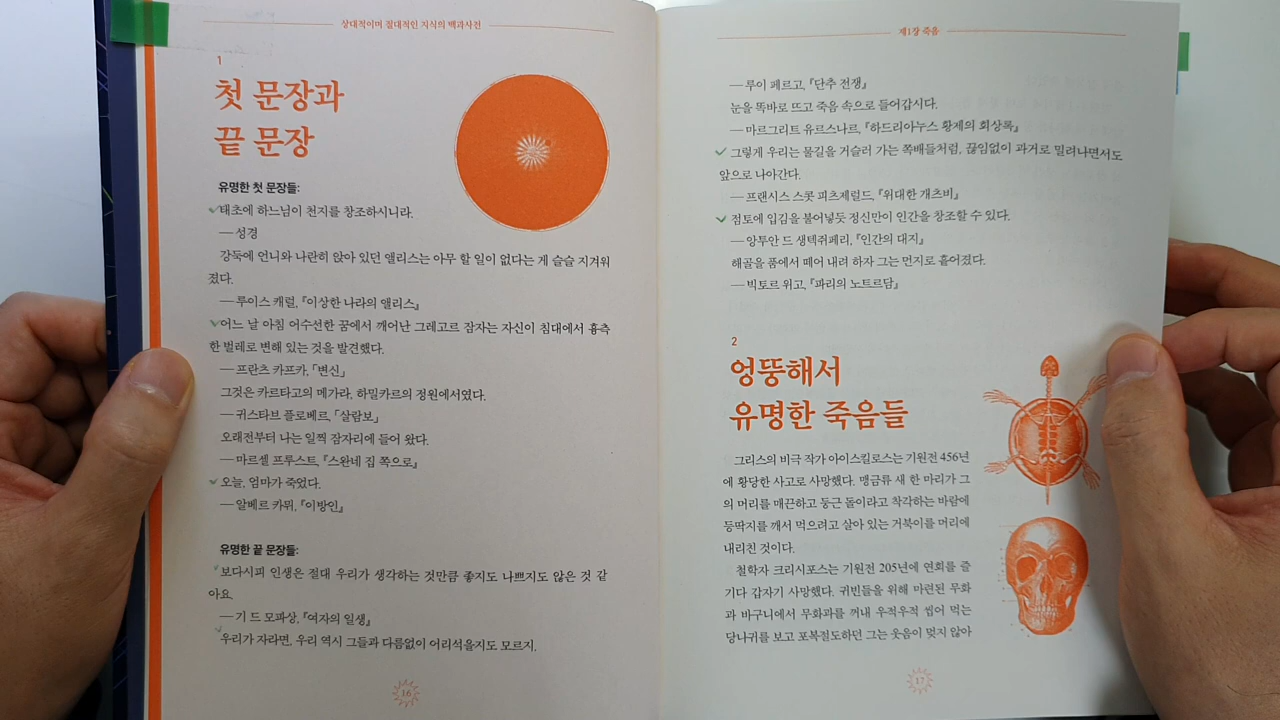 상대적이며 절대적인 지식의 백과사전
1
첫 문장과
끝 문장
유명한 첫 문장들:
태초에 하느님이 천지를 창조하시니라.
― 성경
강둑에 언니와 나란히 앉아 있던 앨리스는 아무 할 일이 없다는 게 슬슬 지겨워
졌다.
― 루이스 캐럴, 『이상한 나라의 앨리스』
어느 날 아침 어수선한 꿈에서 깨어난 그레고르 잠자는 자신이 침대에서 흉측
한 벌레로 변해 있는 것을 발견했다.
― 프란츠 카프카, 「변신」
그것은 카르타고의 메가라, 하밀카르의 정원에서였다.
― 귀스타브 플로베르, 「살람보」
오래전부터 나는 일찍 잠자리에 들어 왔다.
― 마르셀 프루스트, 『스완네 집 쪽으로』
오늘, 엄마가 죽었다.
― 알베르 카뮈, 『이방인』
유명한 끝 문장들:
보다시피 인생은 절대 우리가 생각하는 것만큼 좋지도 나쁘지도 않은 것 같
아요.
― 기 드 모파상, 『여자의 일생』
우리가 자라면, 우리 역시 그들과 다름없이 어리석을지도 모르지.
16
제1장 죽음
― 루이 페르고, 『단추 전쟁』
눈을 똑바로 뜨고 죽음 속으로 들어갑시다.
― 마르그리트 유르스나르, 『하드리아누스 황제의 회상록』
그렇게 우리는 물길을 거슬러 가는 쪽배들처럼, 끊임없이 과거로 밀려나면서도
앞으로 나아간다.
― 프랜시스 스콧 피츠제럴드, 『위대한 개츠비』
점토에 입김을 불어넣듯 정신만이 인간을 창조할 수 있다.
― 앙투안 드 생텍쥐페리, 『인간의 대지』
해골을 품에서 떼어 내려 하자 그는 먼지로 흩어졌다.
― 빅토르 위고, 『파리의 노트르담』
2
엉뚱해서
유명한 죽음들
그리스의 비극 작가 아이스킬로스는 기원전 456년
에 황당한 사고로 사망했다. 맹금류 새 한 마리가 그
의 머리를 매끈하고 둥근 돌이라고 착각하는 바람에
등딱지를 깨서 먹으려고 살아 있는 거북이를 머리에
내리친 것이다.
철학자 크리시포스는 기원전 205년에 연회를 즐
기다 갑자기 사망했다. 귀빈들을 위해 마련된 무화
과 바구니에서 무화과를 꺼내 우적우적 씹어 먹는
당나귀를 보고 포복절도하던 그는 웃음이 멎지 않아
17